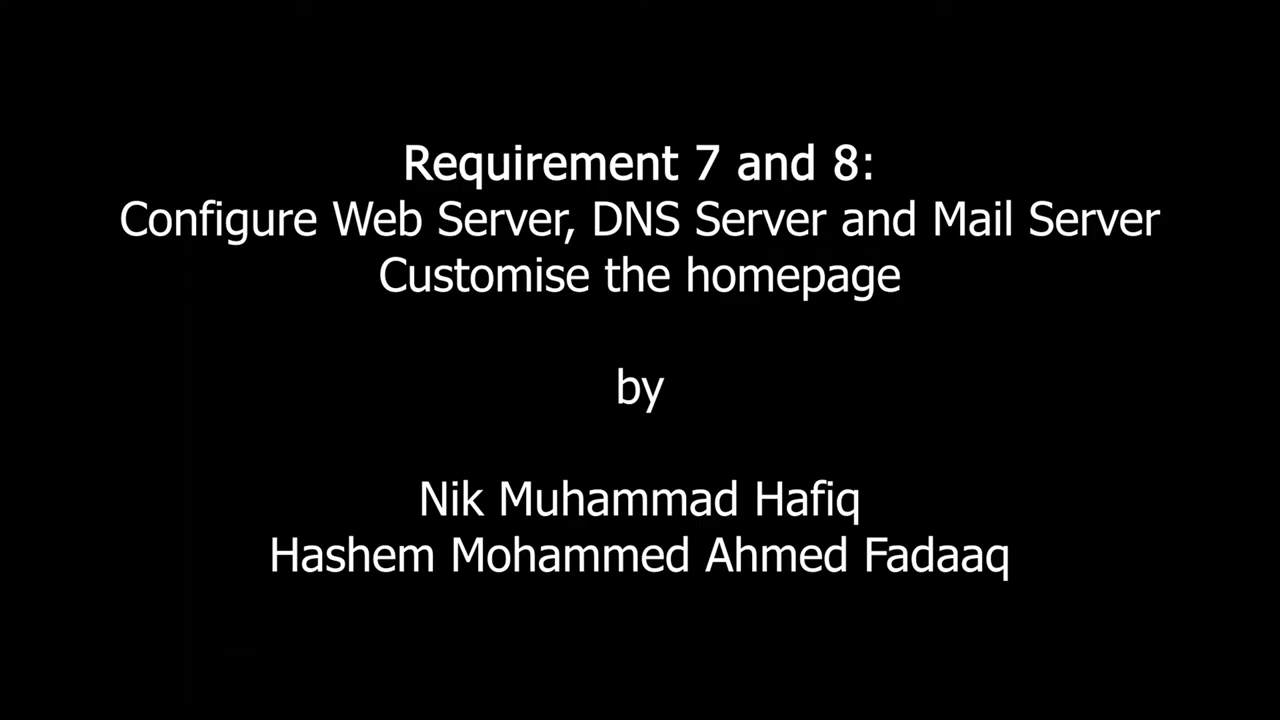 Requirement 7 and 8:
Configure Web Server, DNS Server and Mail Server
Customise the homepage
by
Nik Muhammad Hafiq
Hashem Mohammed Ahmed Fadaaq